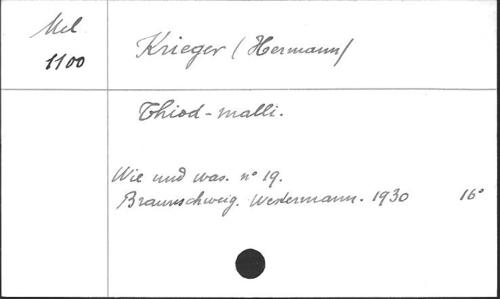 Mel.
1100
Krieger (Hermann)
Thiod-malli.
Wie und was. n° 19.
Braunschweig. Westermann. 1930 16°